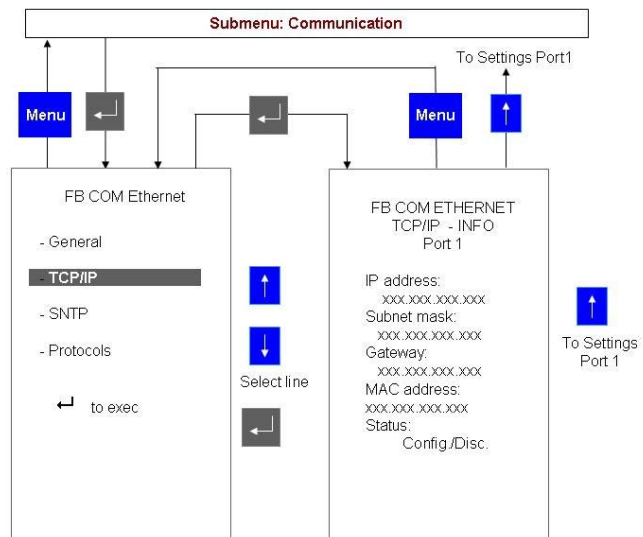 Submenu: Communication
To Settings Port1
Menu
Menu
FB COM Ethernet
- General
- TCP/IP
- SNTP
- Protocols
↵ to exec
Select line
FB COM ETHERNET
TCP/IP - INFO
Port 1
IP address:
xxx.xxx.xxx.xxx
Subnet mask:
xxx.xxx.xxx.xxx
Gateway:
xxx.xxx.xxx.xxx
MAC address:
xxx.xxx.xxx.xxx
Status:
Config./Disc.
To Settings
Port 1